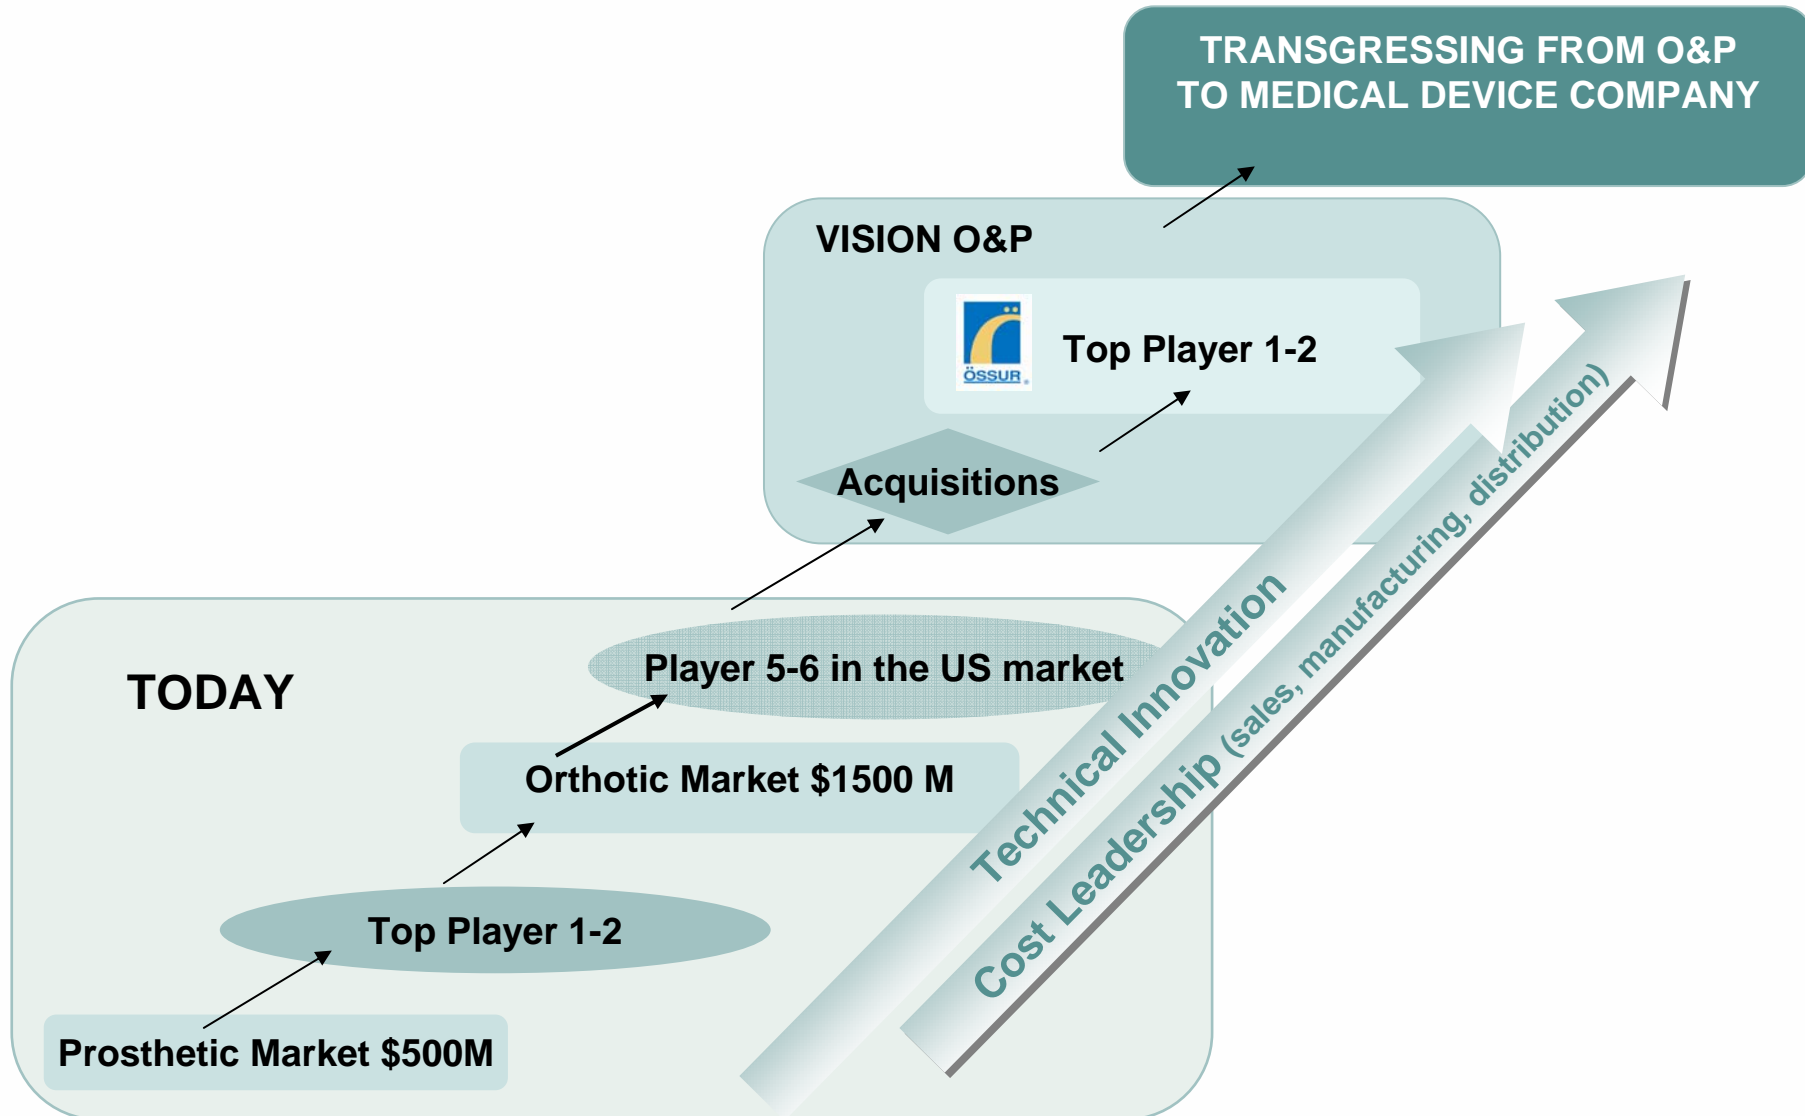 TRANSGRESSING FROM O&P
TO MEDICAL DEVICE COMPANY
VISION O&P
ÖSSUR ®
Top Player 1-2
Acquisitions
TODAY
Player 5-6 in the US market
Orthotic Market $1500 M
Top Player 1-2
Prosthetic Market $500M
Technical Innovation
Cost Leadership (sales, manufacturing, distribution)